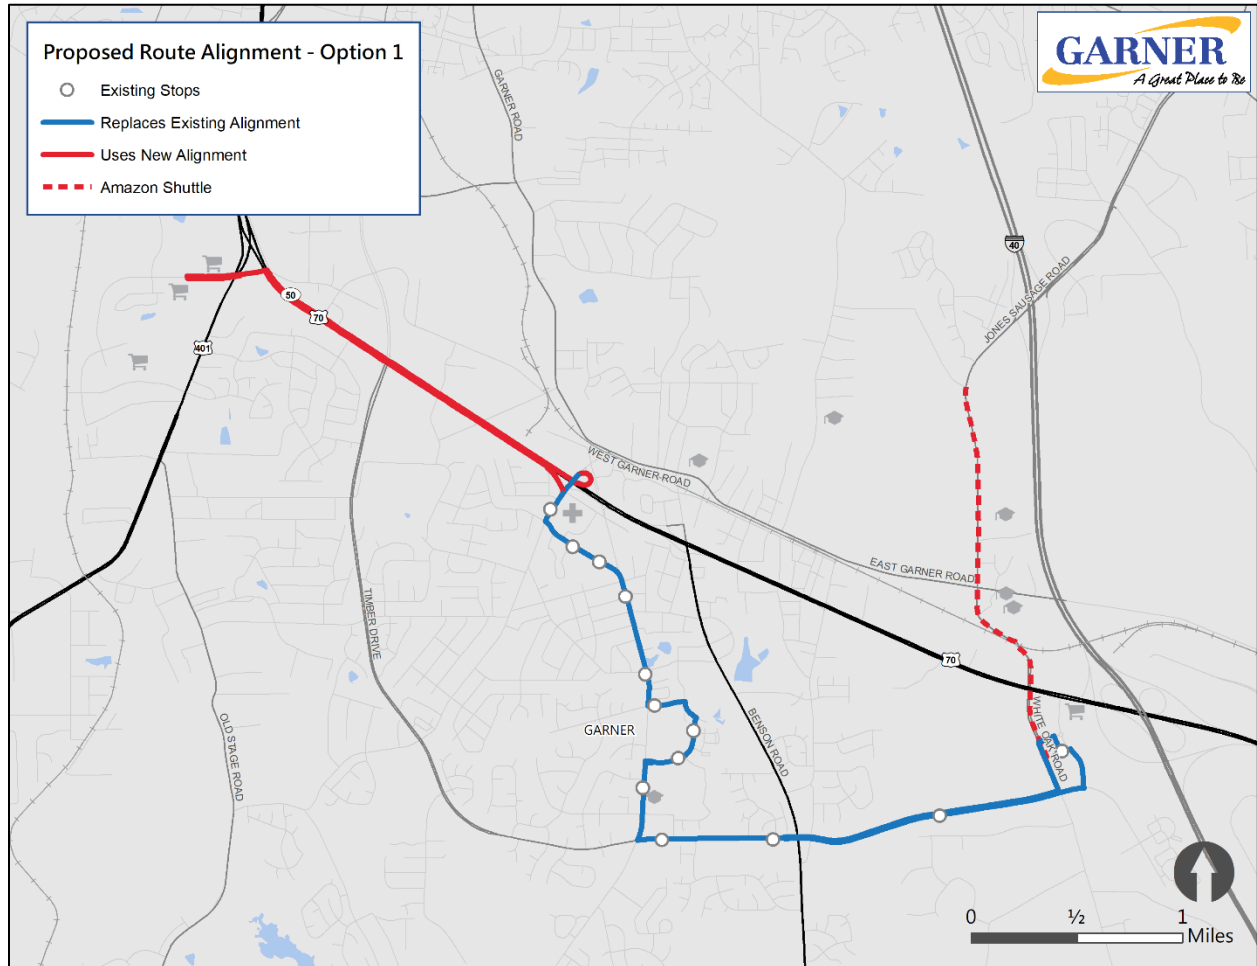 Proposed Route Alignment - Option 1
Existing Stops
Replaces Existing Alignment
Uses New Alignment
Amazon Shuttle
GARNER
A Great Place to Be
GARNER ROAD
40
JONES SAUSAGE ROAD
50
70
401
WEST GARNER ROAD
EAST GARNER ROAD
TIMBER DRIVE
70
OLD STAGE ROAD
GARNER
BENSON ROAD
WHITE OAK ROAD
0 ½ 1
Miles